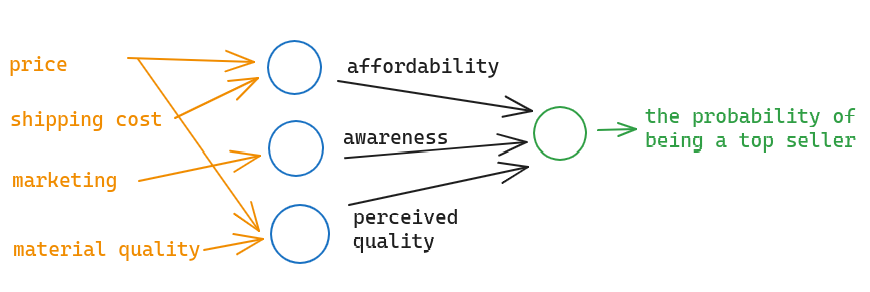 price
shipping cost
marketing
material quality
affordability
awareness
perceived
quality
the probability of
being a top seller